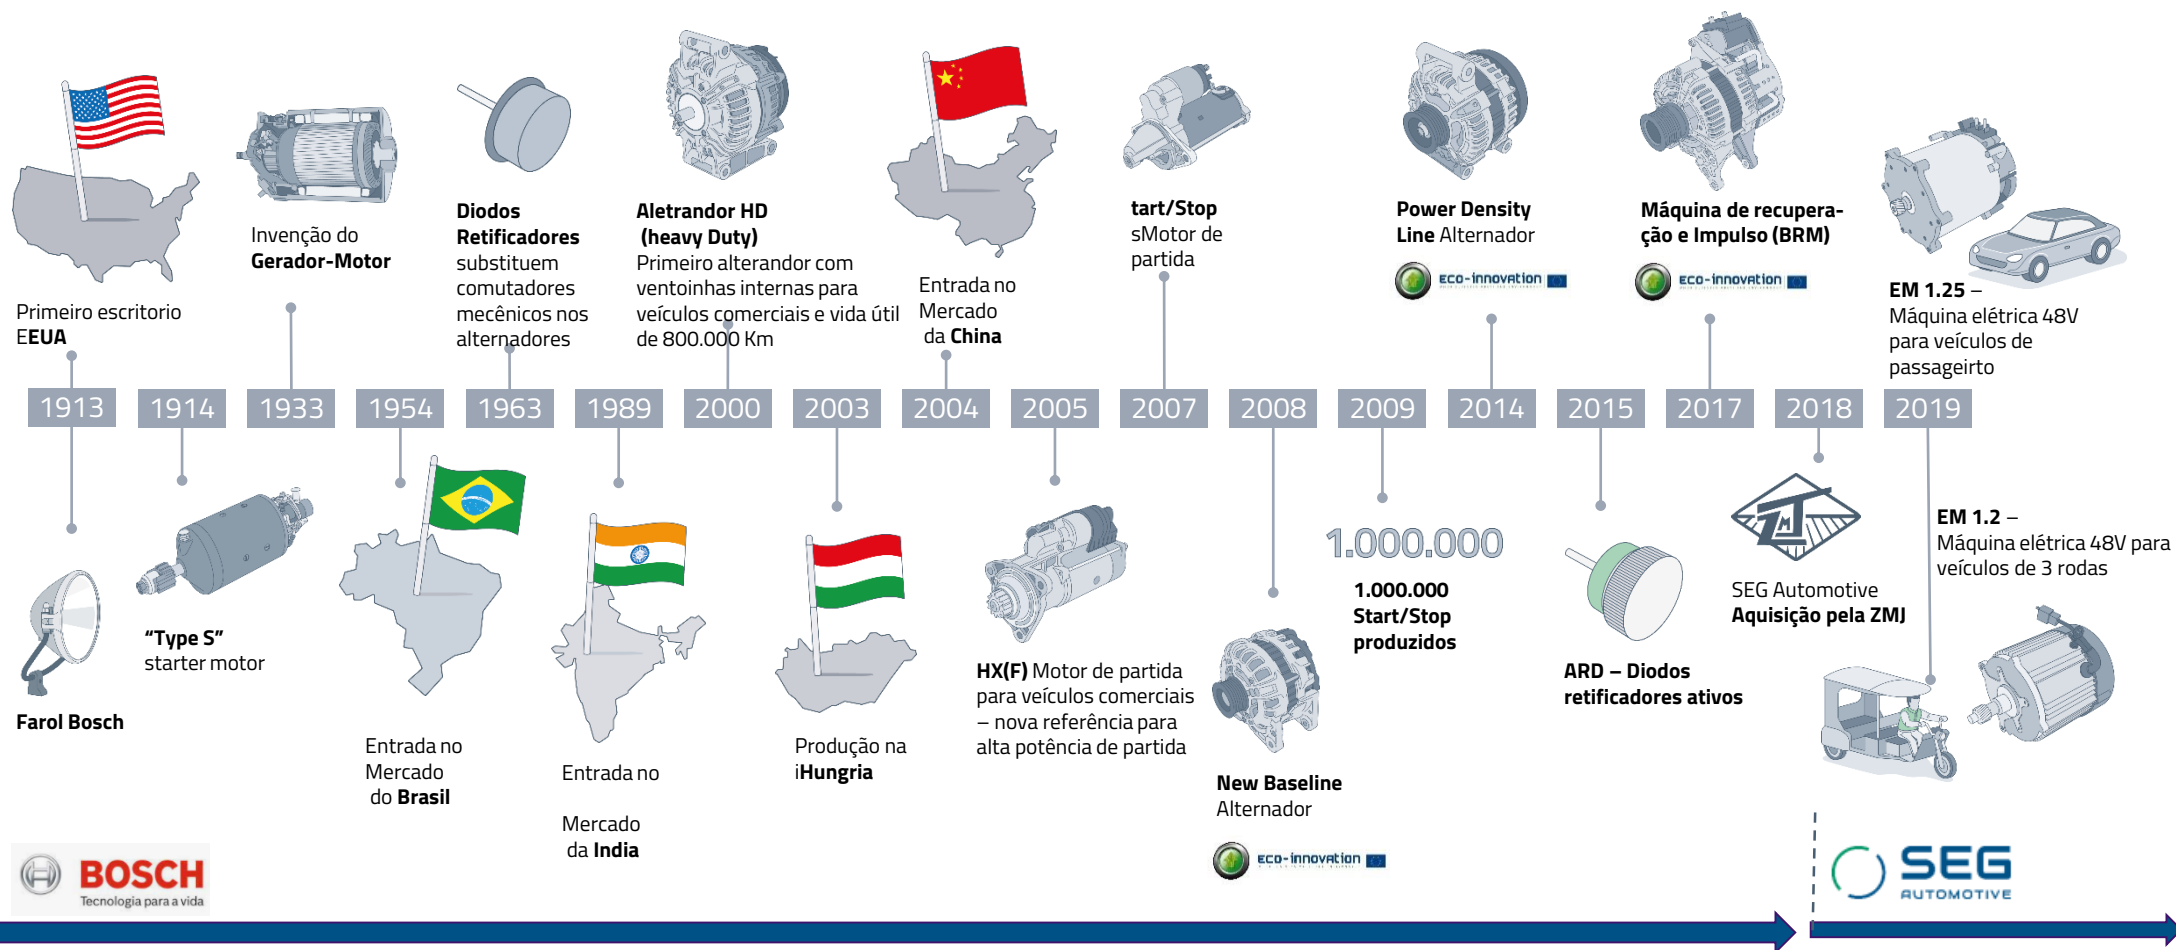 Primeiro escritorio
EEUA
Invenção do
Gerador-Motor
Diodos
Retificadores
substituem
comutadores
mecênicos nos
alternadores
Aletrandor HD
(heavy Duty)
Primeiro alterandor com
ventoinhas internas para
veículos comerciais e vida útil
de 800.000 Km
Entrada no
Mercado
da China
tart/Stop
sMotor de
partida
Power Density
Line Alternador
ECO-innovation
Máquina de recupera-
ção e Impulso (BRM)
ECO-innovation
EM 1.25 –
Máquina elétrica 48V
para veículos de
passageirto
1913
1914
1933
1954
1963
1989
2000
2003
2004
2005
2007
2008
2009
2014
2015
2017
2018
2019
Farol Bosch
“Type S”
starter motor
Entrada no
Mercado
do Brasil
Entrada no
Mercado
da India
Produção na
iHungria
HX(F) Motor de partida
para veículos comerciais
– nova referência para
alta potência de partida
New Baseline
Alternador
ECO-innovation
1.000.000
1.000.000
Start/Stop
produzidos
ARD – Diodos
retificadores ativos
ZMJ
SEG Automotive
Aquisição pela ZMJ
EM 1.2 –
Máquina elétrica 48V para
veículos de 3 rodas
BOSCH
Tecnologia para a vida
SEG
AUTOMOTIVE